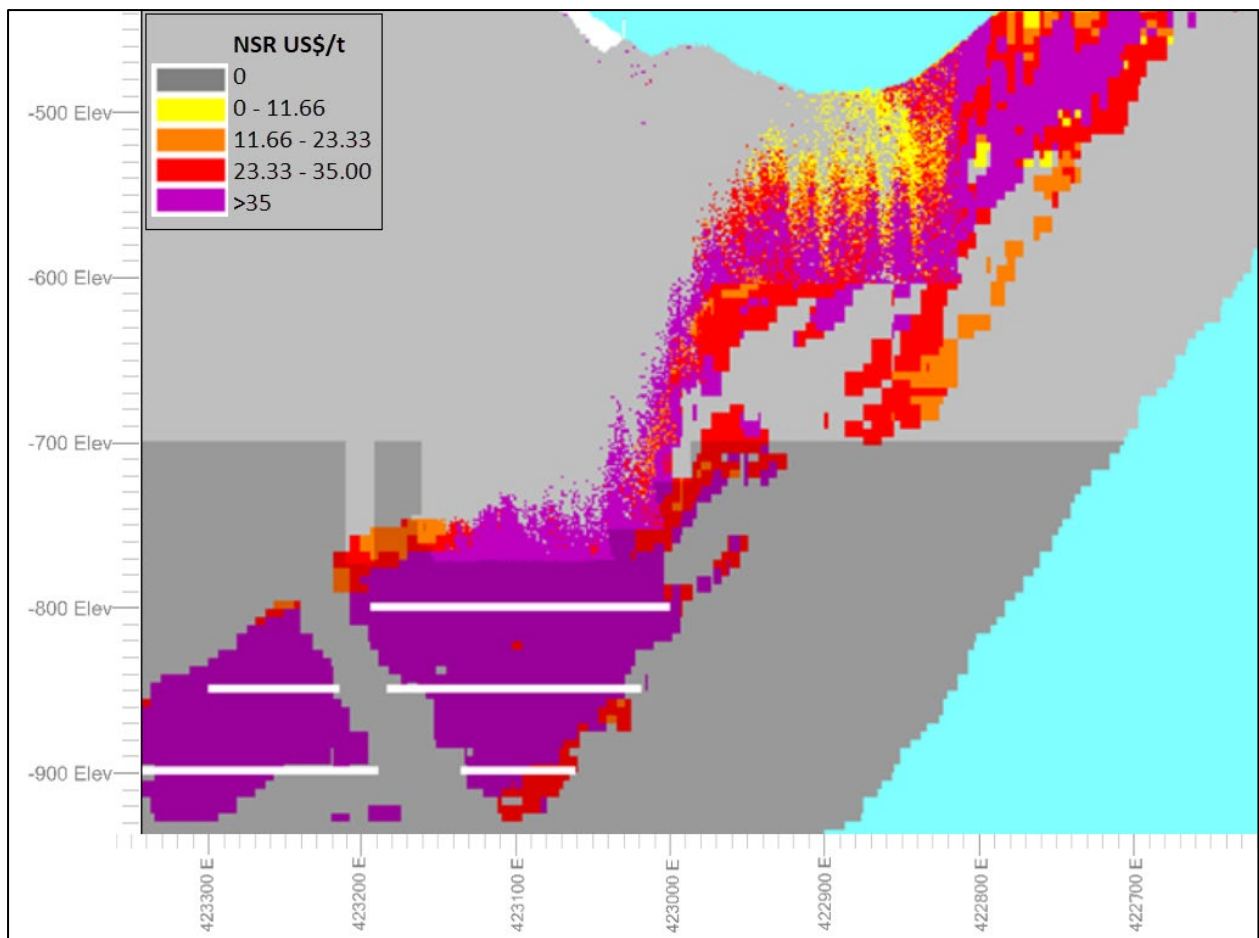 NSR US$/t
0
0 - 11.66
11.66 - 23.33
23.33 - 35.00
>35
-500 Elev
-600 Elev
-700 Elev
-800 Elev
-900 Elev
423300 E
423200 E
423100 E
423000 E
422900 E
422800 E
422700 E